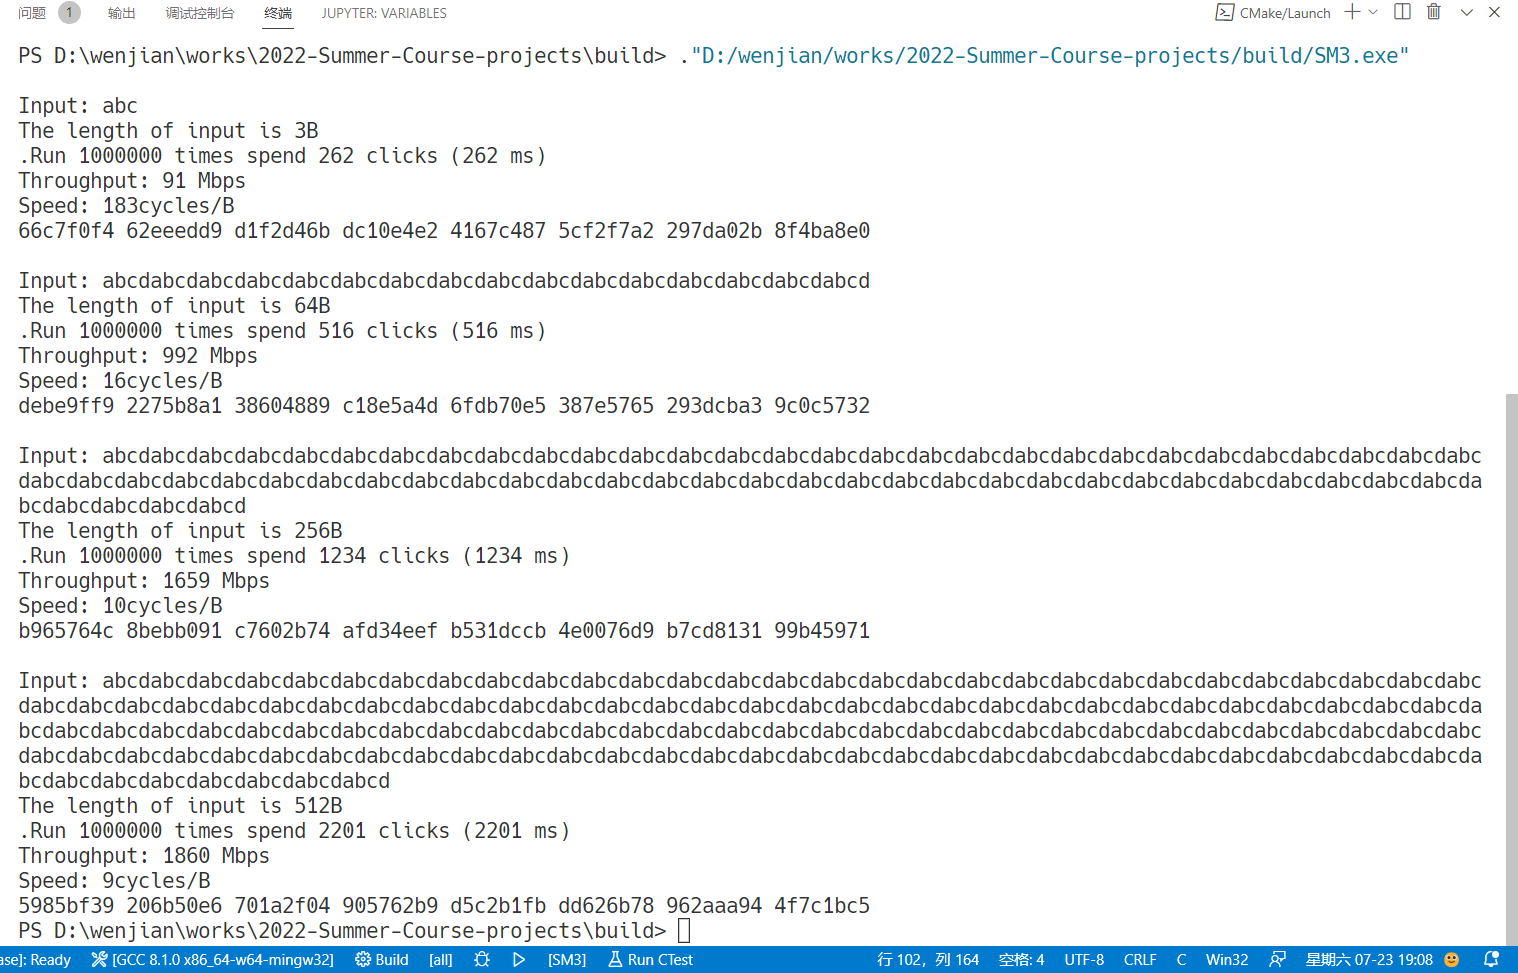 问题 1 输出 调试控制台 终端 JUPYTER: VARIABLES CMake/Launch
PS D:\wenjian\works\2022-Summer-Course-projects\build> ."D:/wenjian/works/2022-Summer-Course-projects/build/SM3.exe"
Input: abc
The length of input is 3B
.Run 1000000 times spend 262 clicks (262 ms)
Throughput: 91 Mbps
Speed: 183cycles/B
66c7f0f4 62eeedd9 d1f2d46b dc10e4e2 4167c487 5cf2f7a2 297da02b 8f4ba8e0
Input: abcdabcdabcdabcdabcdabcdabcdabcdabcdabcdabcdabcdabcdabcdabcdabcd
The length of input is 64B
.Run 1000000 times spend 516 clicks (516 ms)
Throughput: 992 Mbps
Speed: 16cycles/B
debe9ff9 2275b8a1 38604889 c18e5a4d 6fdb70e5 387e5765 293dcba3 9c0c5732
Input: abcdabcdabcdabcdabcdabcdabcdabcdabcdabcdabcdabcdabcdabcdabcdabcdabcdabcdabcdabcdabcdabcdabcdabcdabcdabcdabcdabcdabc
dabcdabcdabcdabcdabcdabcdabcdabcdabcdabcdabcdabcdabcdabcdabcdabcdabcdabcdabcdabcdabcdabcdabcdabcdabcdabcdabcdabcdabcdabcda
bcdabcdabcdabcdabcd
The length of input is 256B
.Run 1000000 times spend 1234 clicks (1234 ms)
Throughput: 1659 Mbps
Speed: 10cycles/B
b965764c 8bebb091 c7602b74 afd34eef b531dccb 4e0076d9 b7cd8131 99b45971
Input: abcdabcdabcdabcdabcdabcdabcdabcdabcdabcdabcdabcdabcdabcdabcdabcdabcdabcdabcdabcdabcdabcdabcdabcdabcdabcdabcdabcdabc
dabcdabcdabcdabcdabcdabcdabcdabcdabcdabcdabcdabcdabcdabcdabcdabcdabcdabcdabcdabcdabcdabcdabcdabcdabcdabcdabcdabcdabcdabcda
bcdabcdabcdabcdabcdabcdabcdabcdabcdabcdabcdabcdabcdabcdabcdabcdabcdabcdabcdabcdabcdabcdabcdabcdabcdabcdabcdabcdabcdabcdabc
dabcdabcdabcdabcdabcdabcdabcdabcdabcdabcdabcdabcdabcdabcdabcdabcdabcdabcdabcdabcdabcdabcdabcdabcdabcdabcdabcdabcdabcdabcda
bcdabcdabcdabcdabcdabcdabcdabcd
The length of input is 512B
.Run 1000000 times spend 2201 clicks (2201 ms)
Throughput: 1860 Mbps
Speed: 9cycles/B
5985bf39 206b50e6 701a2f04 905762b9 d5c2b1fb dd626b78 962aaa94 4f7c1bc5
PS D:\wenjian\works\2022-Summer-Course-projects\build>
ase]: Ready [GCC 8.1.0 x86_64-w64-mingw32] Build [all] [SM3] Run CTest 行 102，列 164 空格: 4 UTF-8 CRLF C Win32 星期六 07-23 19:08